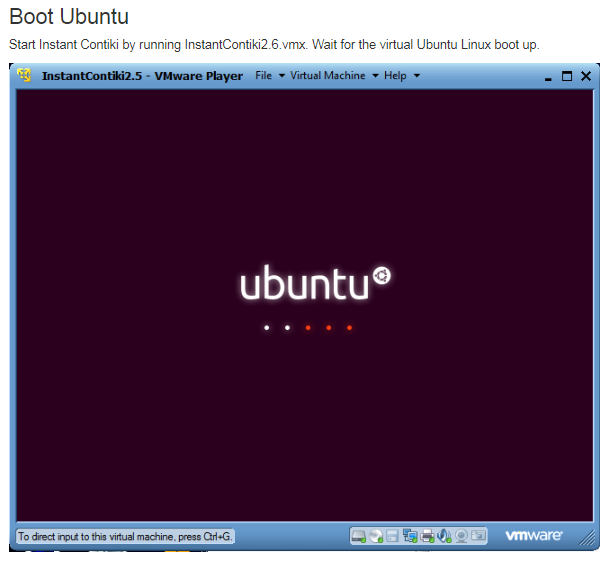 Boot Ubuntu
Start Instant Contiki by running InstantContiki2.6.vmx. Wait for the virtual Ubuntu Linux boot up.
InstantContiki2.5 - VMware Player File Virtual Machine Help
ubuntu
To direct input to this virtual machine, press Ctrl+G.
vmware